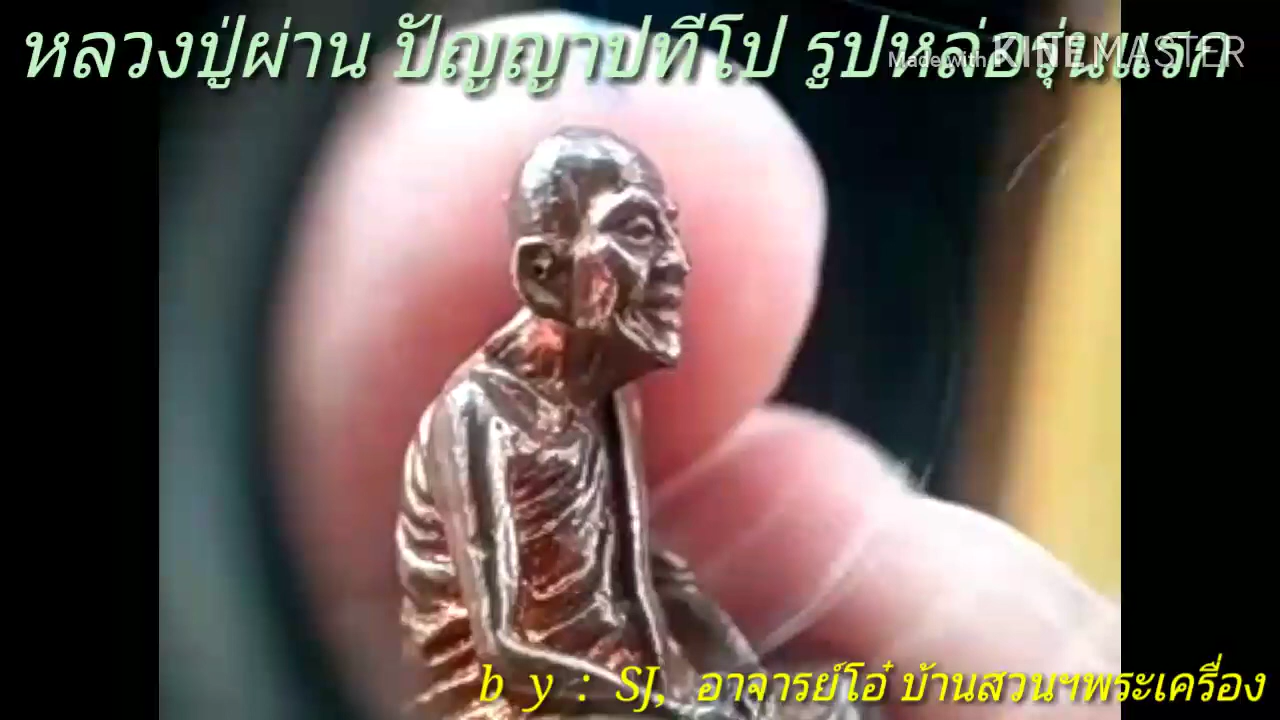 หลวงปู่ผ่าน ปัญญาปทีโป รูปหล่อรุ่นแรก
Made with KINEMASTER
b y : SJ, อาจารย์โอ๋ บ้านสวนฯพระเครื่อง